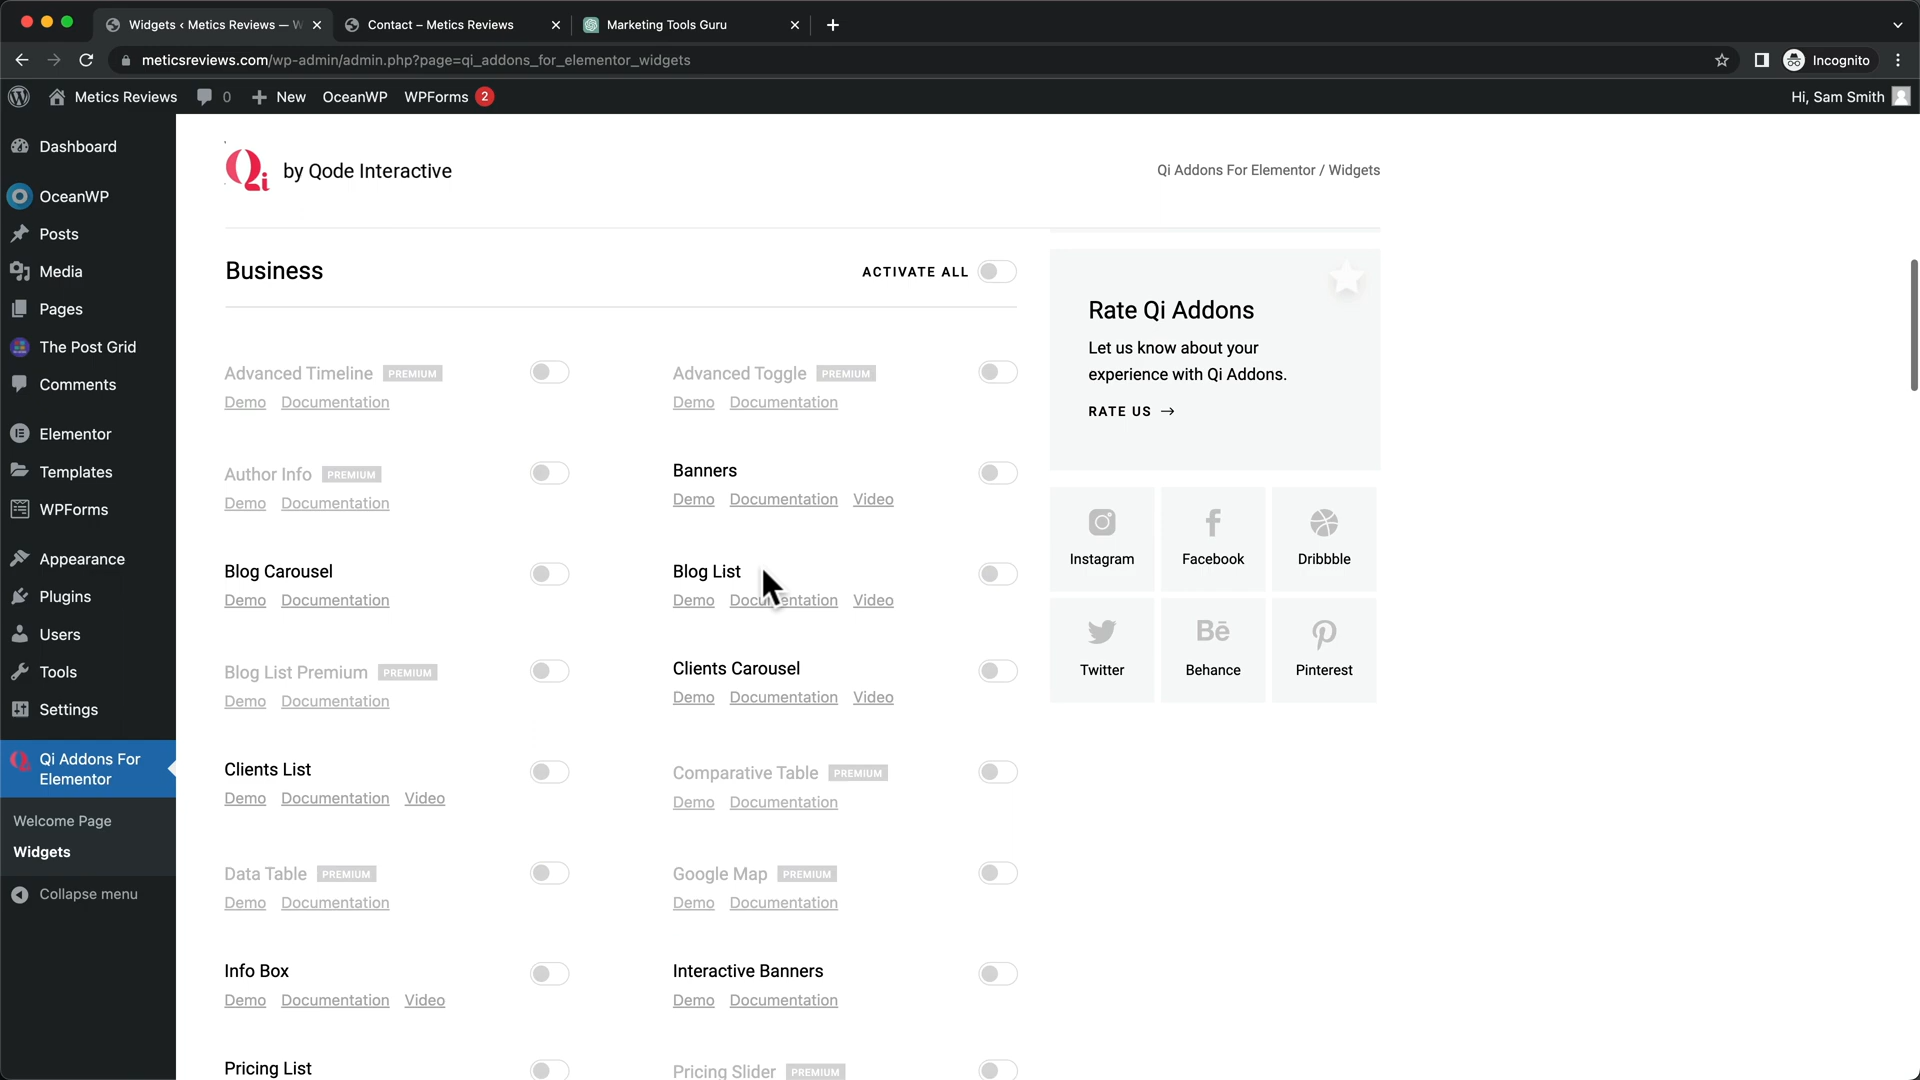 Widgets ‹ Metics Reviews — W
Contact – Metics Reviews
Marketing Tools Guru
meticsreviews.com/wp-admin/admin.php?page=qi_addons_for_elementor_widgets
Incognito
Metics Reviews
0
New
OceanWP
WPForms
2
Hi, Sam Smith
Dashboard
OceanWP
Posts
Media
Pages
The Post Grid
Comments
Elementor
Templates
WPForms
Appearance
Plugins
Users
Tools
Settings
Qi Addons For
Elementor
Welcome Page
Widgets
Collapse menu
Qi by Qode Interactive
Qi Addons For Elementor / Widgets
Business
ACTIVATE ALL
Advanced Timeline PREMIUM
Demo Documentation
Advanced Toggle PREMIUM
Demo Documentation
Author Info PREMIUM
Demo Documentation
Banners
Demo Documentation Video
Blog Carousel
Demo Documentation
Blog List
Demo Documentation Video
Blog List Premium PREMIUM
Demo Documentation
Clients Carousel
Demo Documentation Video
Clients List
Demo Documentation Video
Comparative Table PREMIUM
Demo Documentation
Data Table PREMIUM
Demo Documentation
Google Map PREMIUM
Demo Documentation
Info Box
Demo Documentation Video
Interactive Banners
Demo Documentation
Pricing List
Pricing Slider PREMIUM
Rate Qi Addons
Let us know about your
experience with Qi Addons.
RATE US →
Instagram
Facebook
Dribbble
Bē
Twitter
Behance
Pinterest